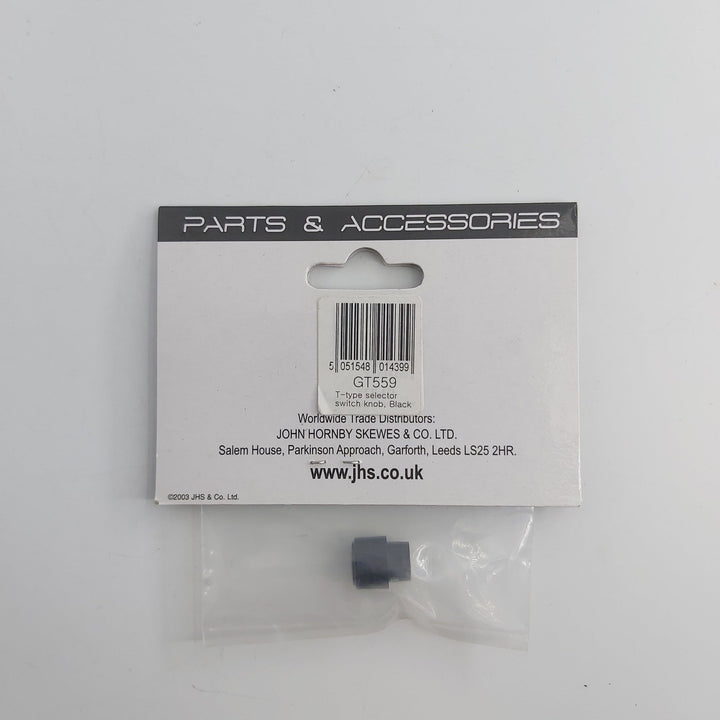 PARTS & ACCESSORIES
5 051548 014399
GT559
T-type selector
switch knob, Black
Worldwide Trade Distributors:
JOHN HORNBY SKEWES & CO. LTD.
Salem House, Parkinson Approach, Garforth, Leeds LS25 2HR.
www.jhs.co.uk
©2003 JHS & Co. Ltd.